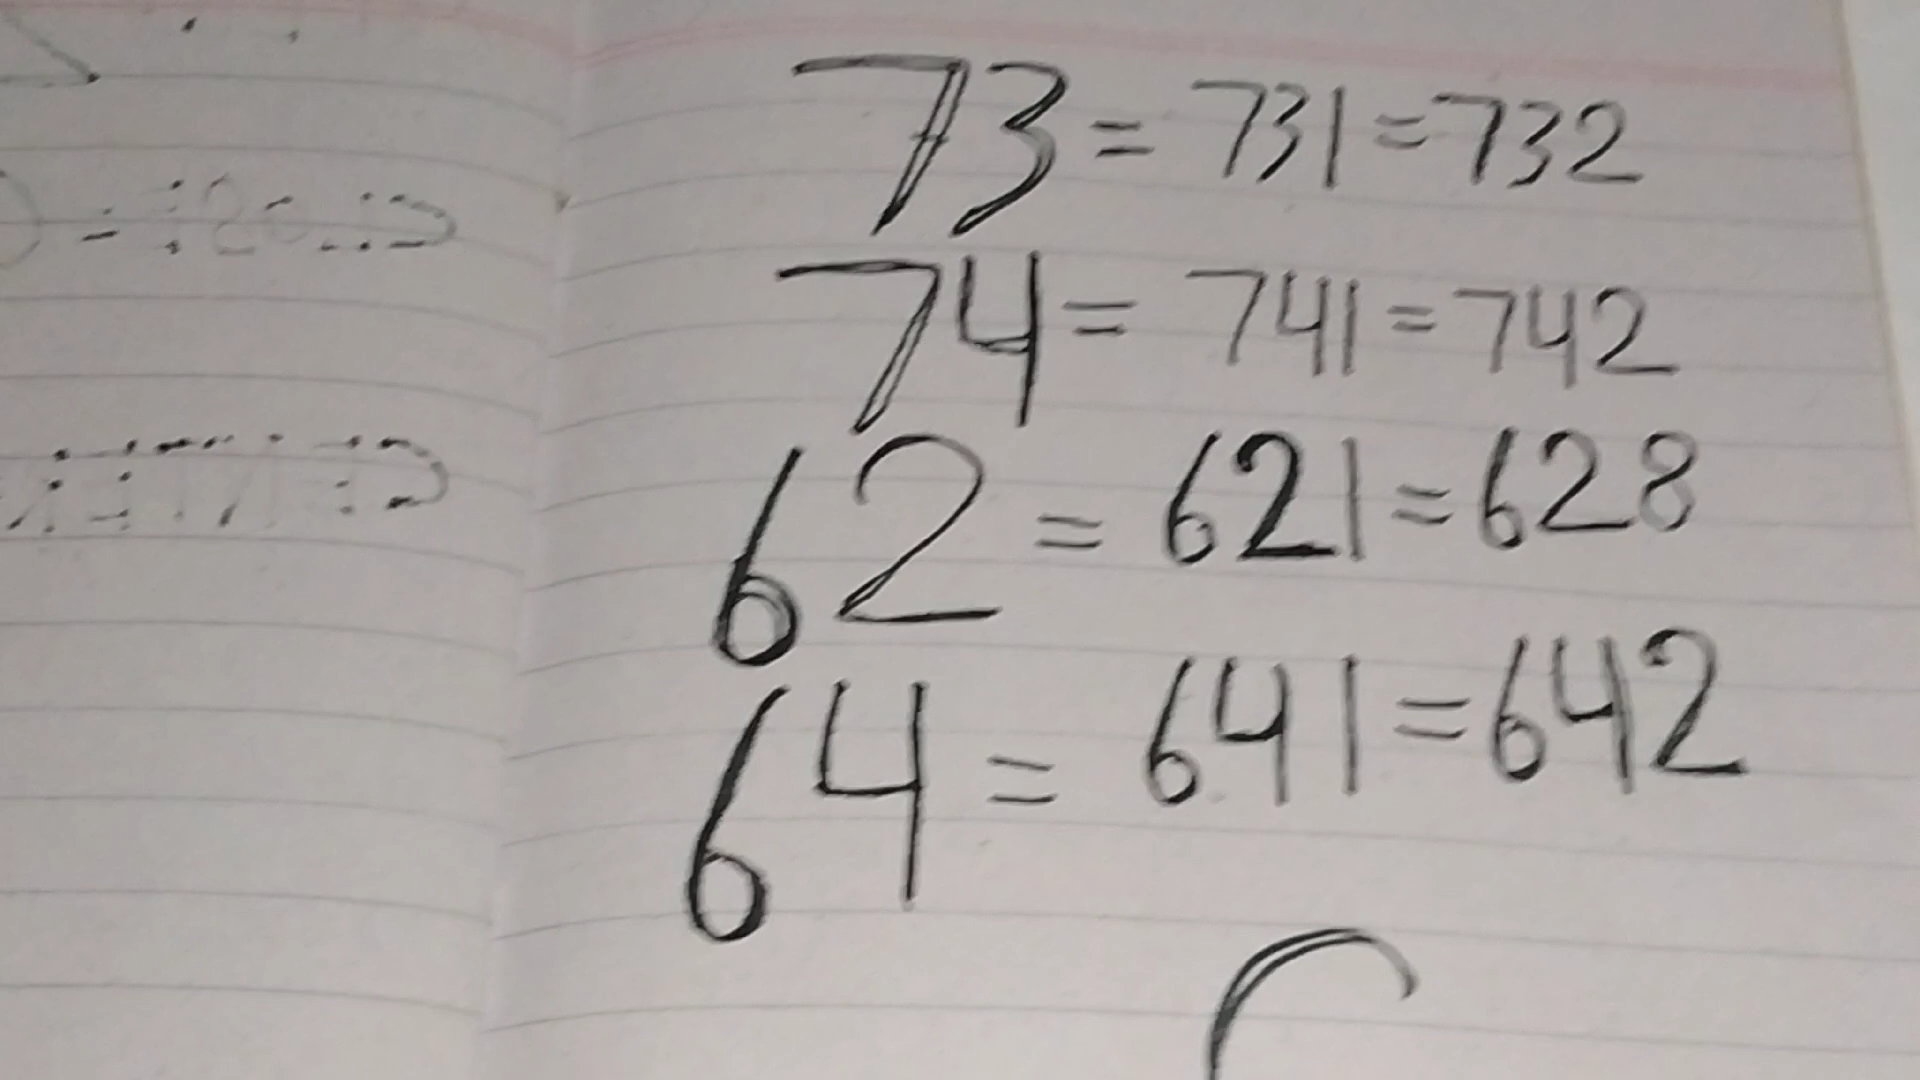 73 = 731 = 732
74 = 741 = 742
62 = 621 = 628
64 = 641 = 642